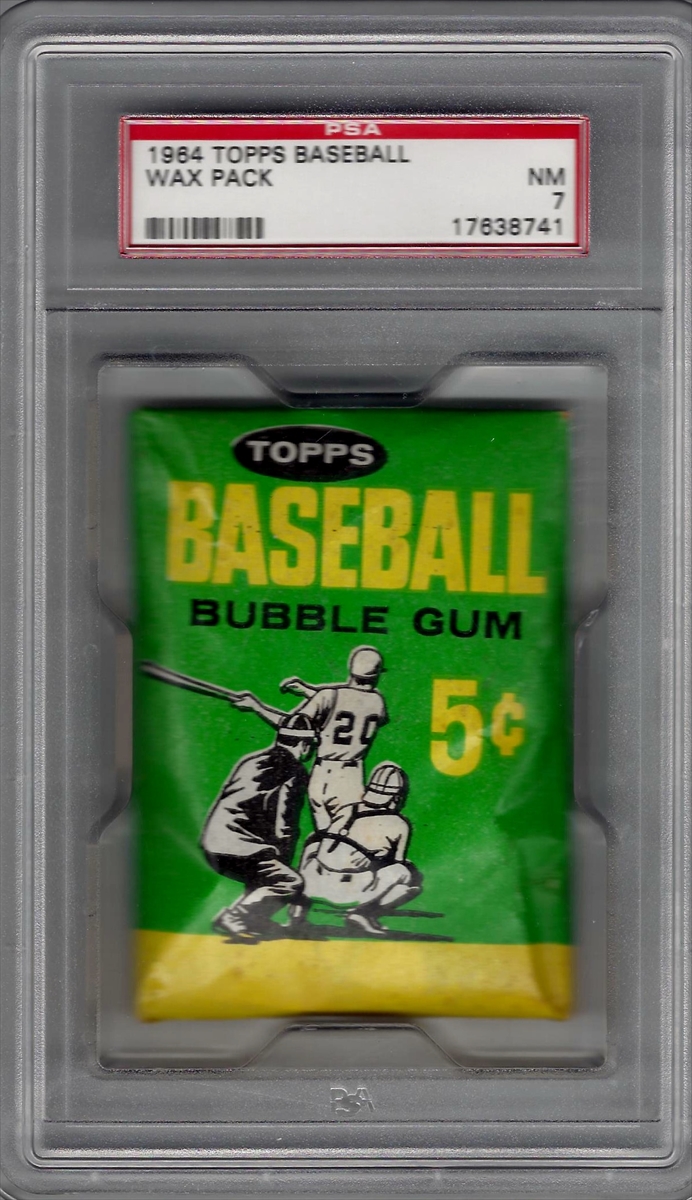 PSA
1964 TOPPS BASEBALL
WAX PACK
NM
7
17638741
TOPPS
BASEBALL
BUBBLE GUM
5¢
20
PSA